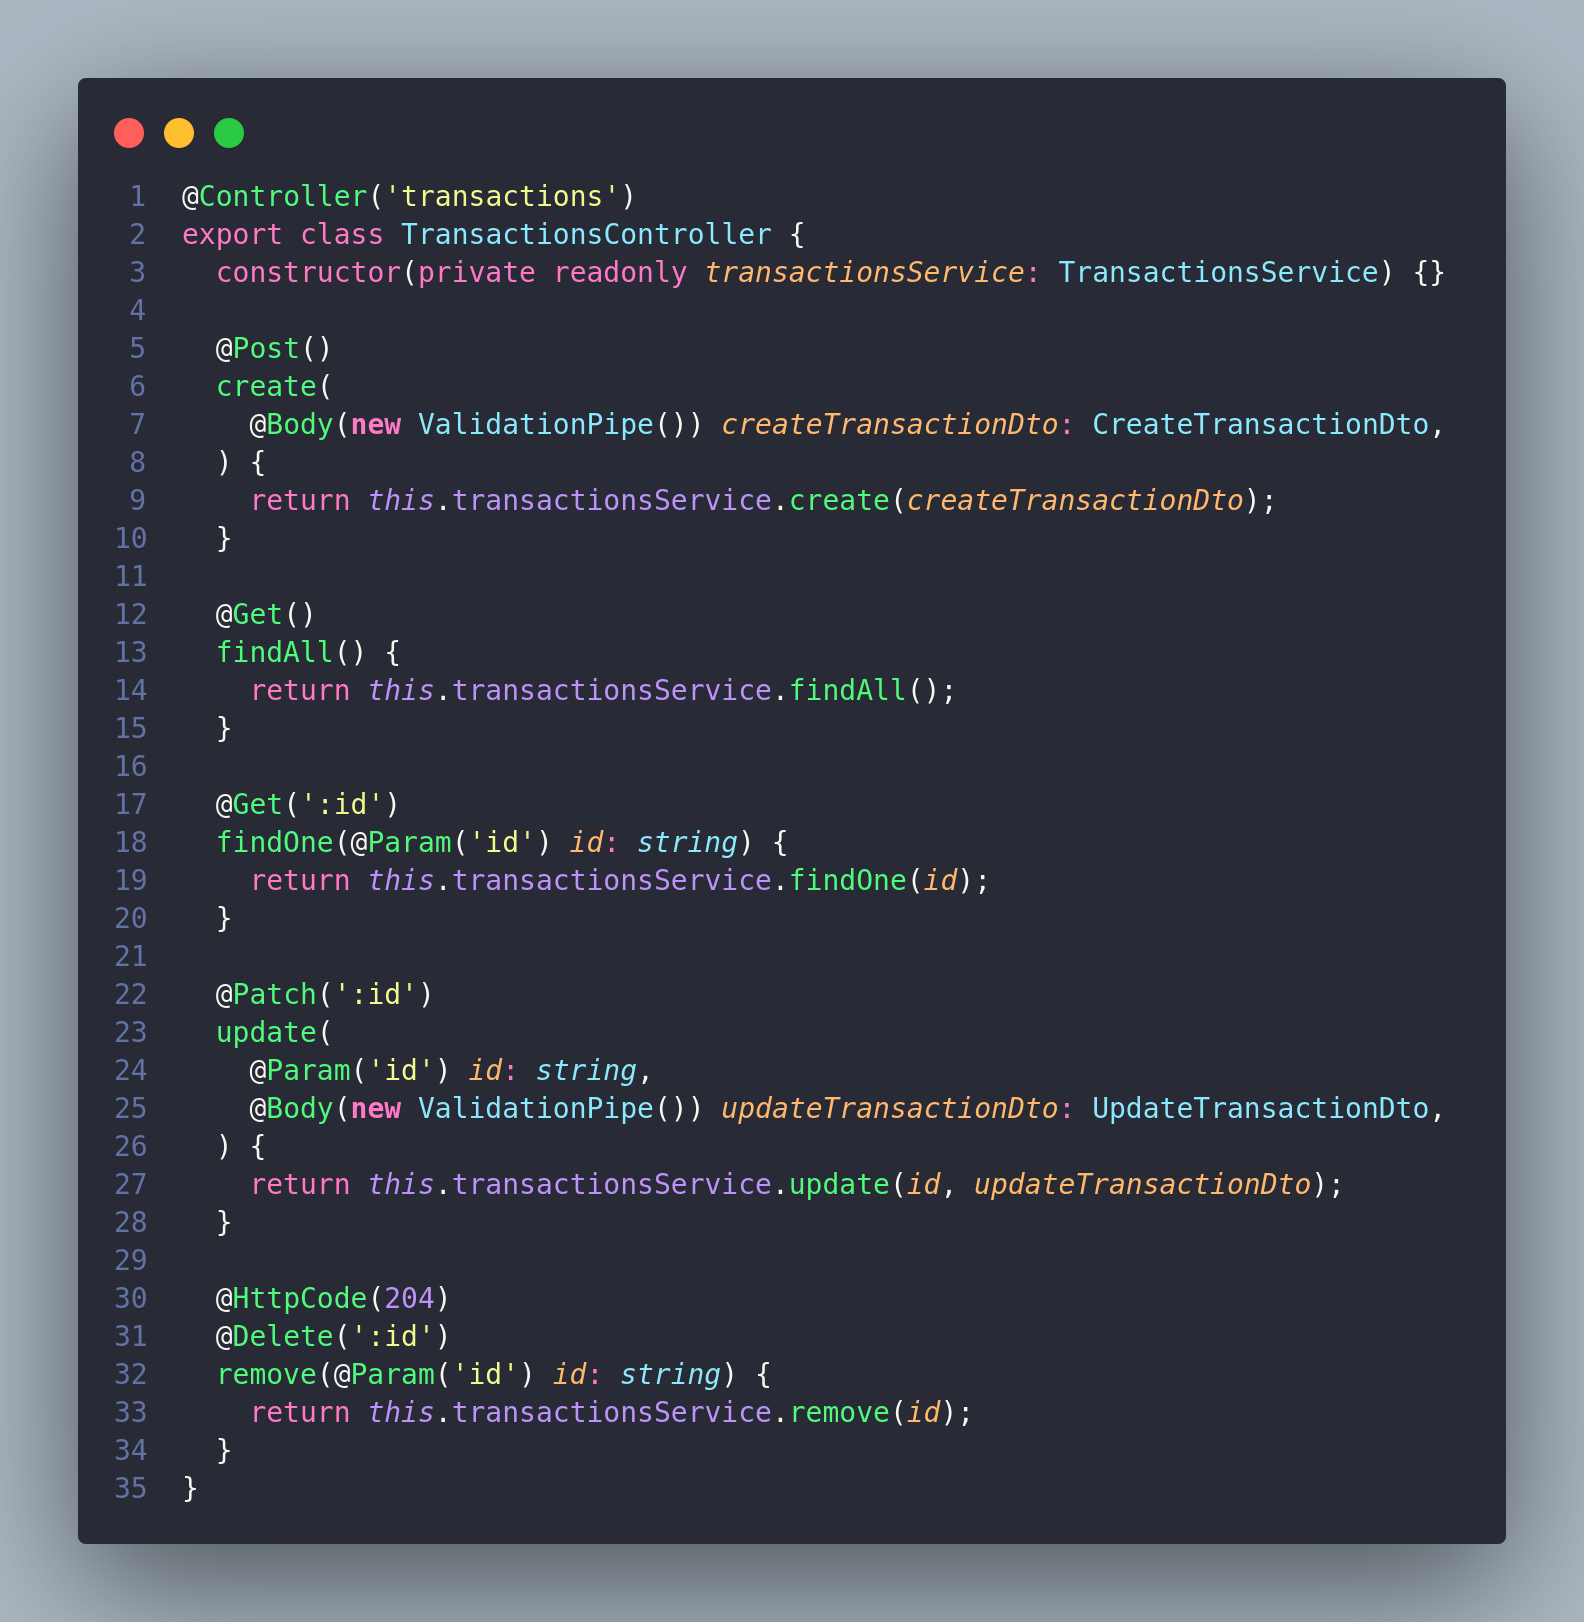 1 @Controller('transactions')
2 export class TransactionsController {
3   constructor(private readonly transactionsService: TransactionsService) {}
4
5   @Post()
6   create(
7     @Body(new ValidationPipe()) createTransactionDto: CreateTransactionDto,
8   ) {
9     return this.transactionsService.create(createTransactionDto);
10   }
11
12   @Get()
13   findAll() {
14     return this.transactionsService.findAll();
15   }
16
17   @Get(':id')
18   findOne(@Param('id') id: string) {
19     return this.transactionsService.findOne(id);
20   }
21
22   @Patch(':id')
23   update(
24     @Param('id') id: string,
25     @Body(new ValidationPipe()) updateTransactionDto: UpdateTransactionDto,
26   ) {
27     return this.transactionsService.update(id, updateTransactionDto);
28   }
29
30   @HttpCode(204)
31   @Delete(':id')
32   remove(@Param('id') id: string) {
33     return this.transactionsService.remove(id);
34   }
35 }